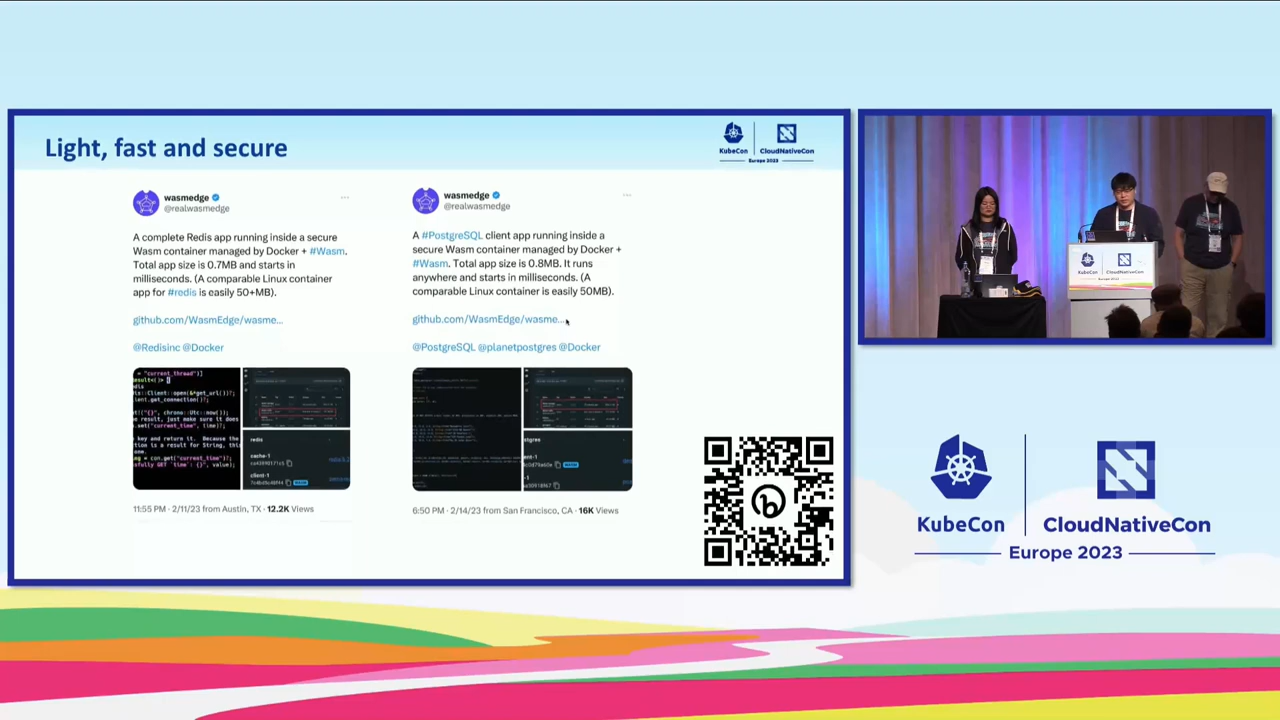 Light, fast and secure
KubeCon
CloudNativeCon
Europe 2023
wasmedge
@realwasmedge
A complete Redis app running inside a secure
Wasm container managed by Docker + #Wasm.
Total app size is 0.7MB and starts in
milliseconds. (A comparable Linux container
app for #redis is easily 50+MB).
github.com/WasmEdge/wasme...
@Redisinc @Docker
11:55 PM · 2/11/23 from Austin, TX · 12.2K Views
wasmedge
@realwasmedge
A #PostgreSQL client app running inside a
secure Wasm container managed by Docker +
#Wasm. Total app size is 0.8MB. It runs
anywhere and starts in milliseconds. (A
comparable Linux container is easily 50MB).
github.com/WasmEdge/wasme...
@PostgreSQL @planetpostgres @Docker
6:50 PM · 2/14/23 from San Francisco, CA · 16K Views
KubeCon
CloudNativeCon
Europe 2023
KubeCon
CloudNativeCon
Europe 2023